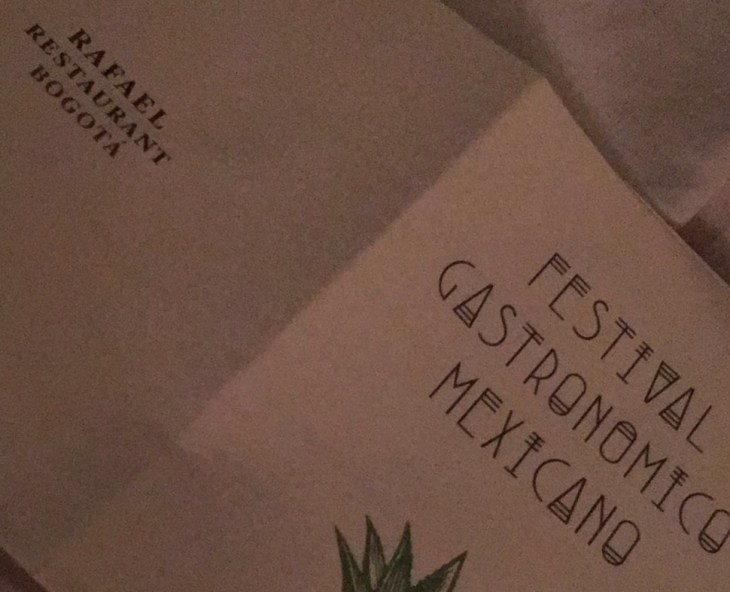 RAFAEL
RESTAURANT
BOGOTÁ
FESTIVAL
GASTRONOMICO
MEXICANO